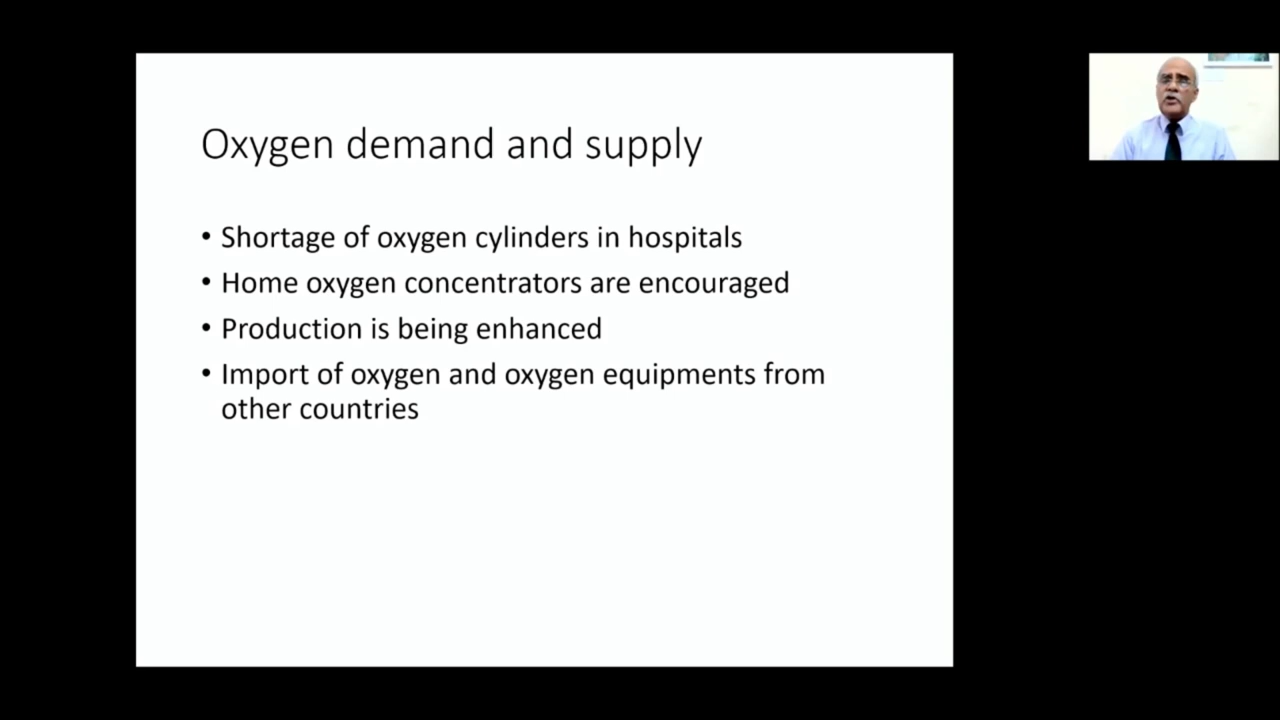 Oxygen demand and supply
• Shortage of oxygen cylinders in hospitals
• Home oxygen concentrators are encouraged
• Production is being enhanced
• Import of oxygen and oxygen equipments from
other countries